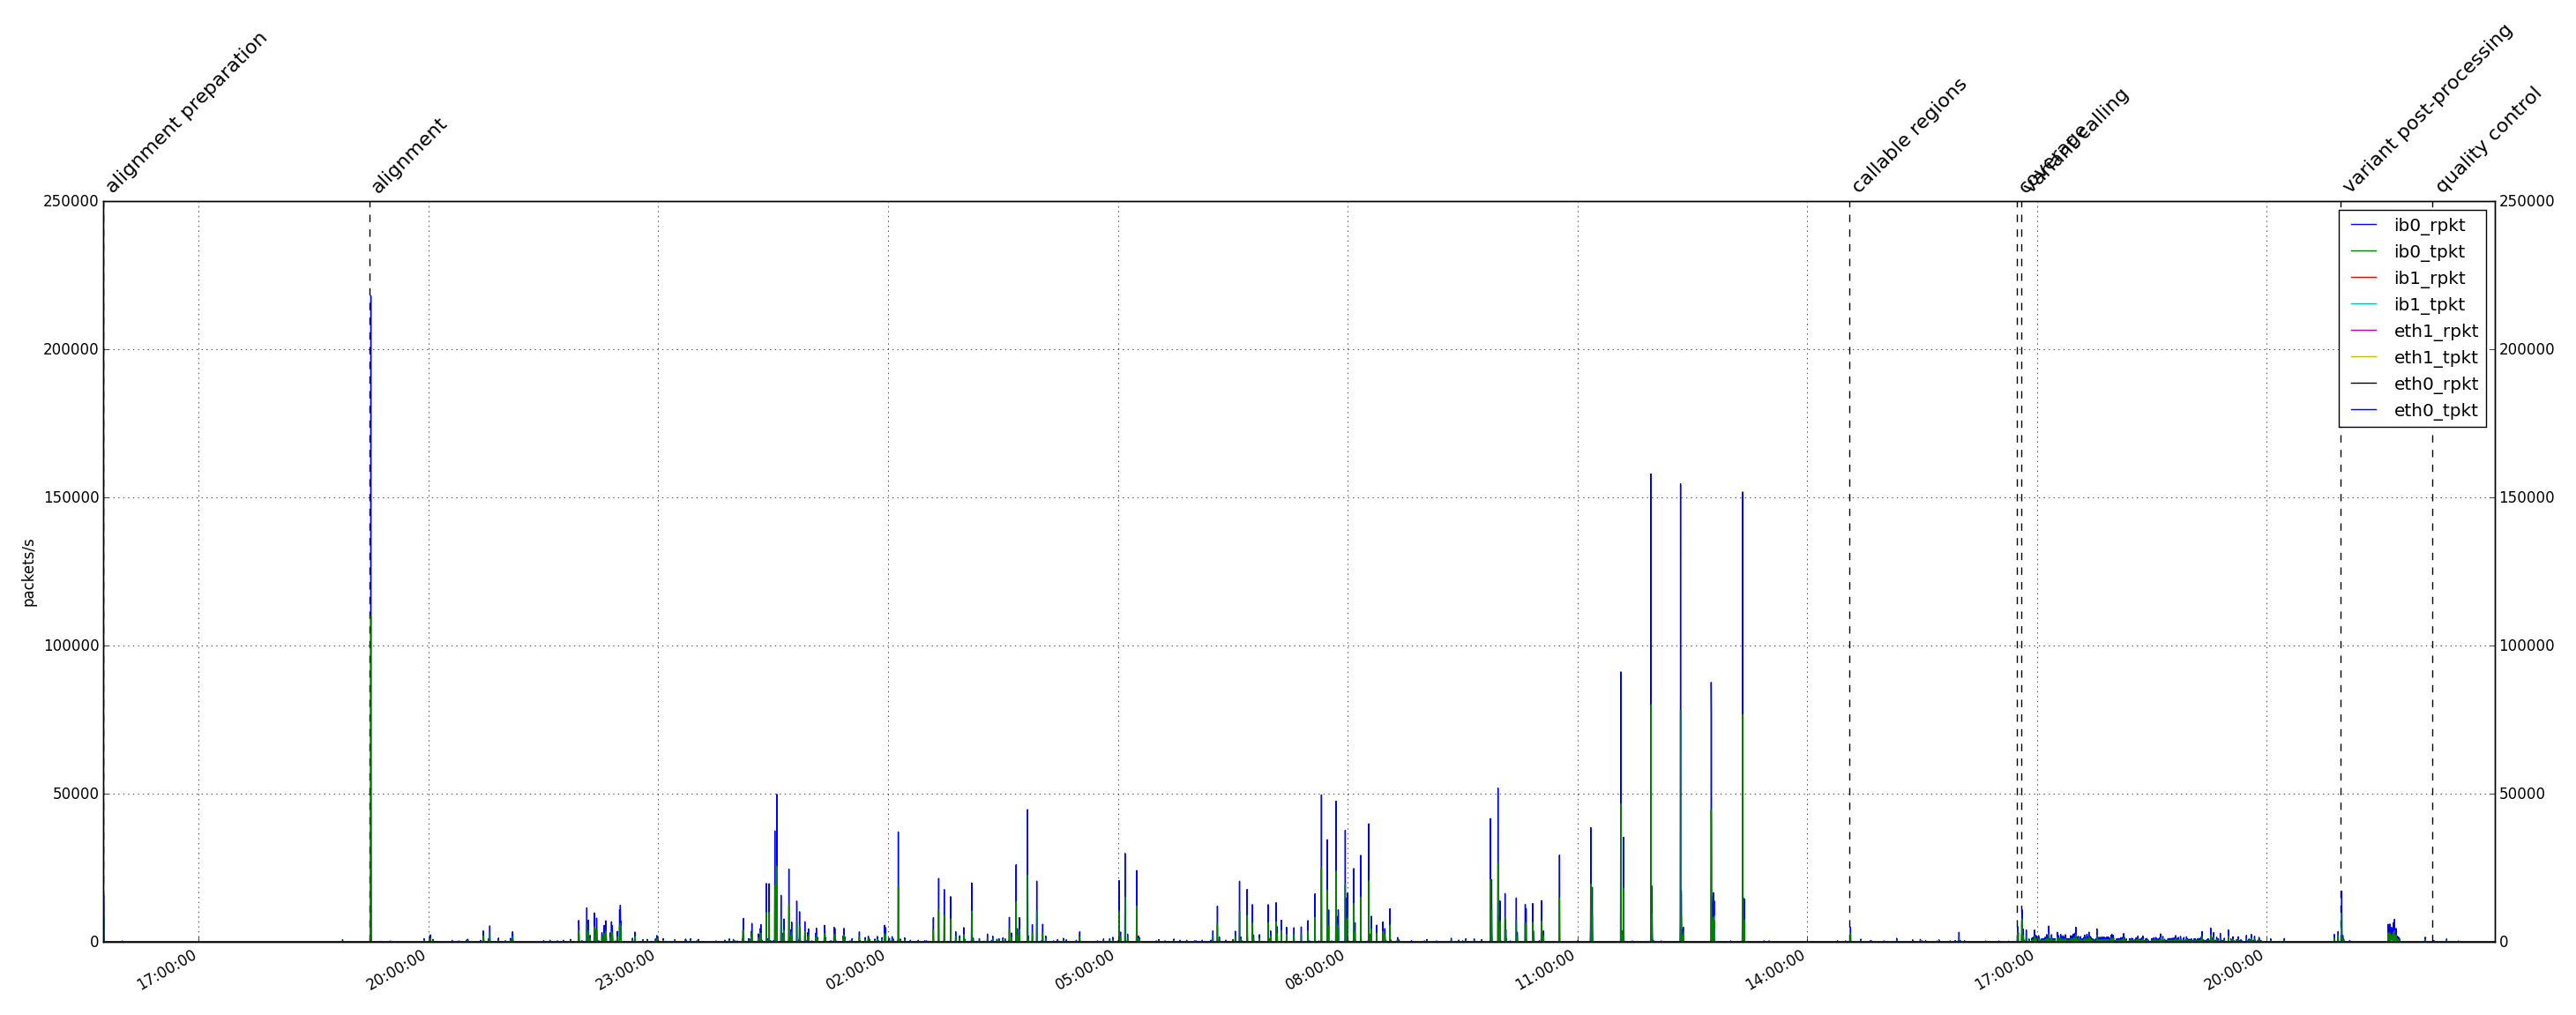 alignment preparation
alignment
callable regions
coverage
variant calling
variant post-processing
quality control
250000
200000
150000
100000
50000
0
packets/s
250000
200000
150000
100000
50000
0
ib0_rpkt
ib0_tpkt
ib1_rpkt
ib1_tpkt
eth1_rpkt
eth1_tpkt
eth0_rpkt
eth0_tpkt
17:00:00
20:00:00
23:00:00
02:00:00
05:00:00
08:00:00
11:00:00
14:00:00
17:00:00
20:00:00